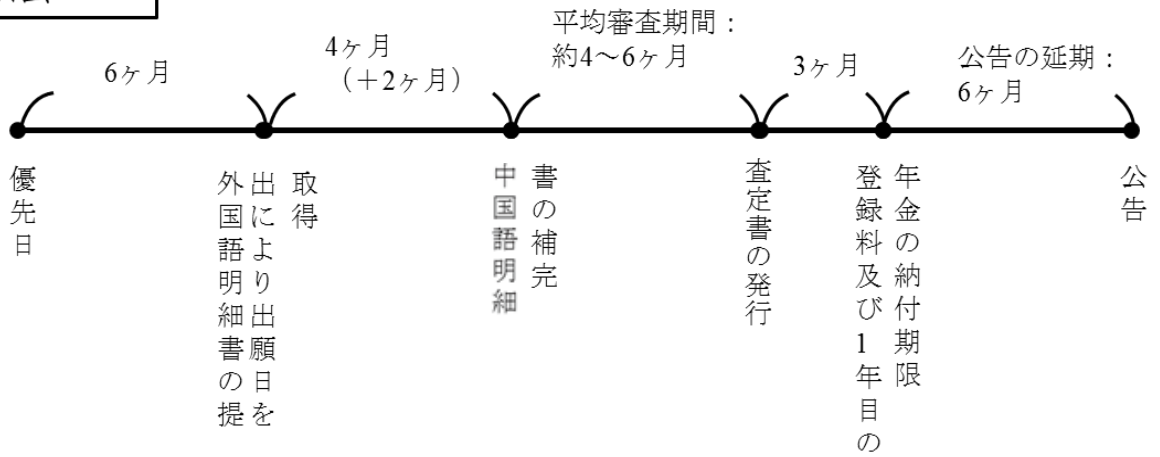 6ヶ月
4ヶ月
（＋2ヶ月）
平均審査期間：
約4～6ヶ月
3ヶ月
公告の延期：
6ヶ月
優先日
外国語明細書の提
出により出願日を
取得
中国語明細
書の補完
査定書の発行
登録料及び1年目の
年金の納付期限
公告